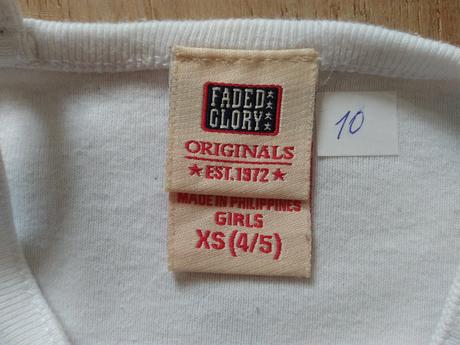 FADED
GLORY
ORIGINALS
★ EST.1972 ★
MADE IN PHILIPPINES
GIRLS
XS (4/5)
10